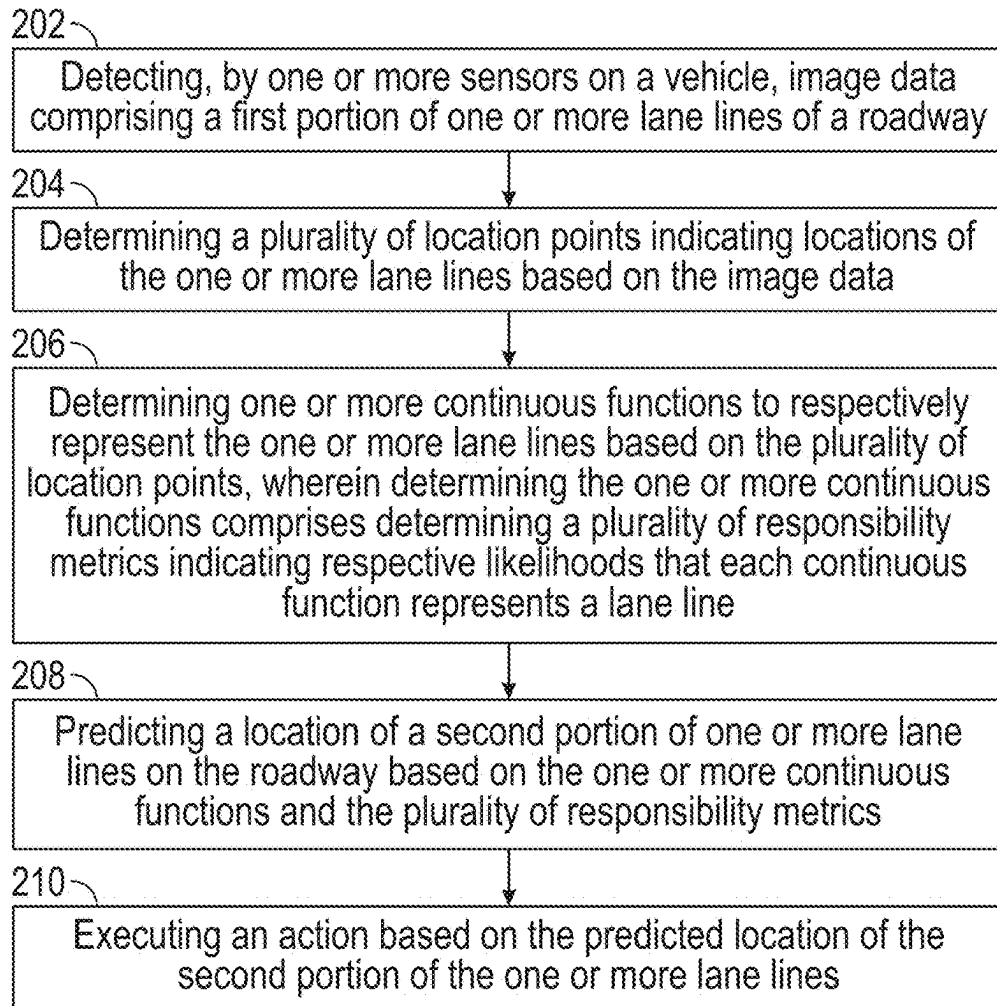 202
Detecting, by one or more sensors on a vehicle, image data
comprising a first portion of one or more lane lines of a roadway
204
Determining a plurality of location points indicating locations of
the one or more lane lines based on the image data
206
Determining one or more continuous functions to respectively
represent the one or more lane lines based on the plurality of
location points, wherein determining the one or more continuous
functions comprises determining a plurality of responsibility
metrics indicating respective likelihoods that each continuous
function represents a lane line
208
Predicting a location of a second portion of one or more lane
lines on the roadway based on the one or more continuous
functions and the plurality of responsibility metrics
210
Executing an action based on the predicted location of the
second portion of the one or more lane lines